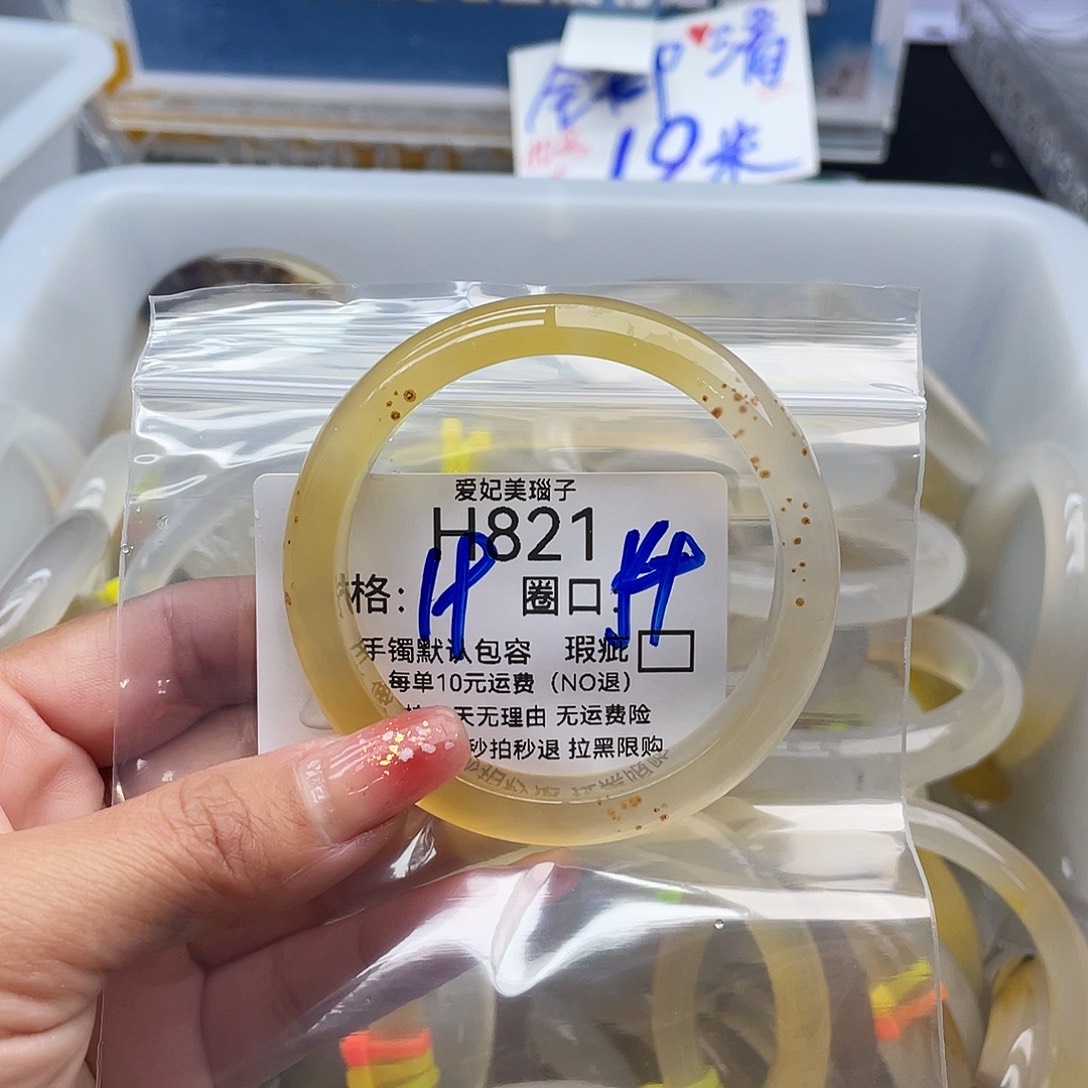 清
19米
爱妃美瑙子
H821
格: 19 圈口: 54
手镯默认包容 瑕疵
每单10元运费（NO退）
天无理由 无运费险
秒拍秒退 拉黑限购